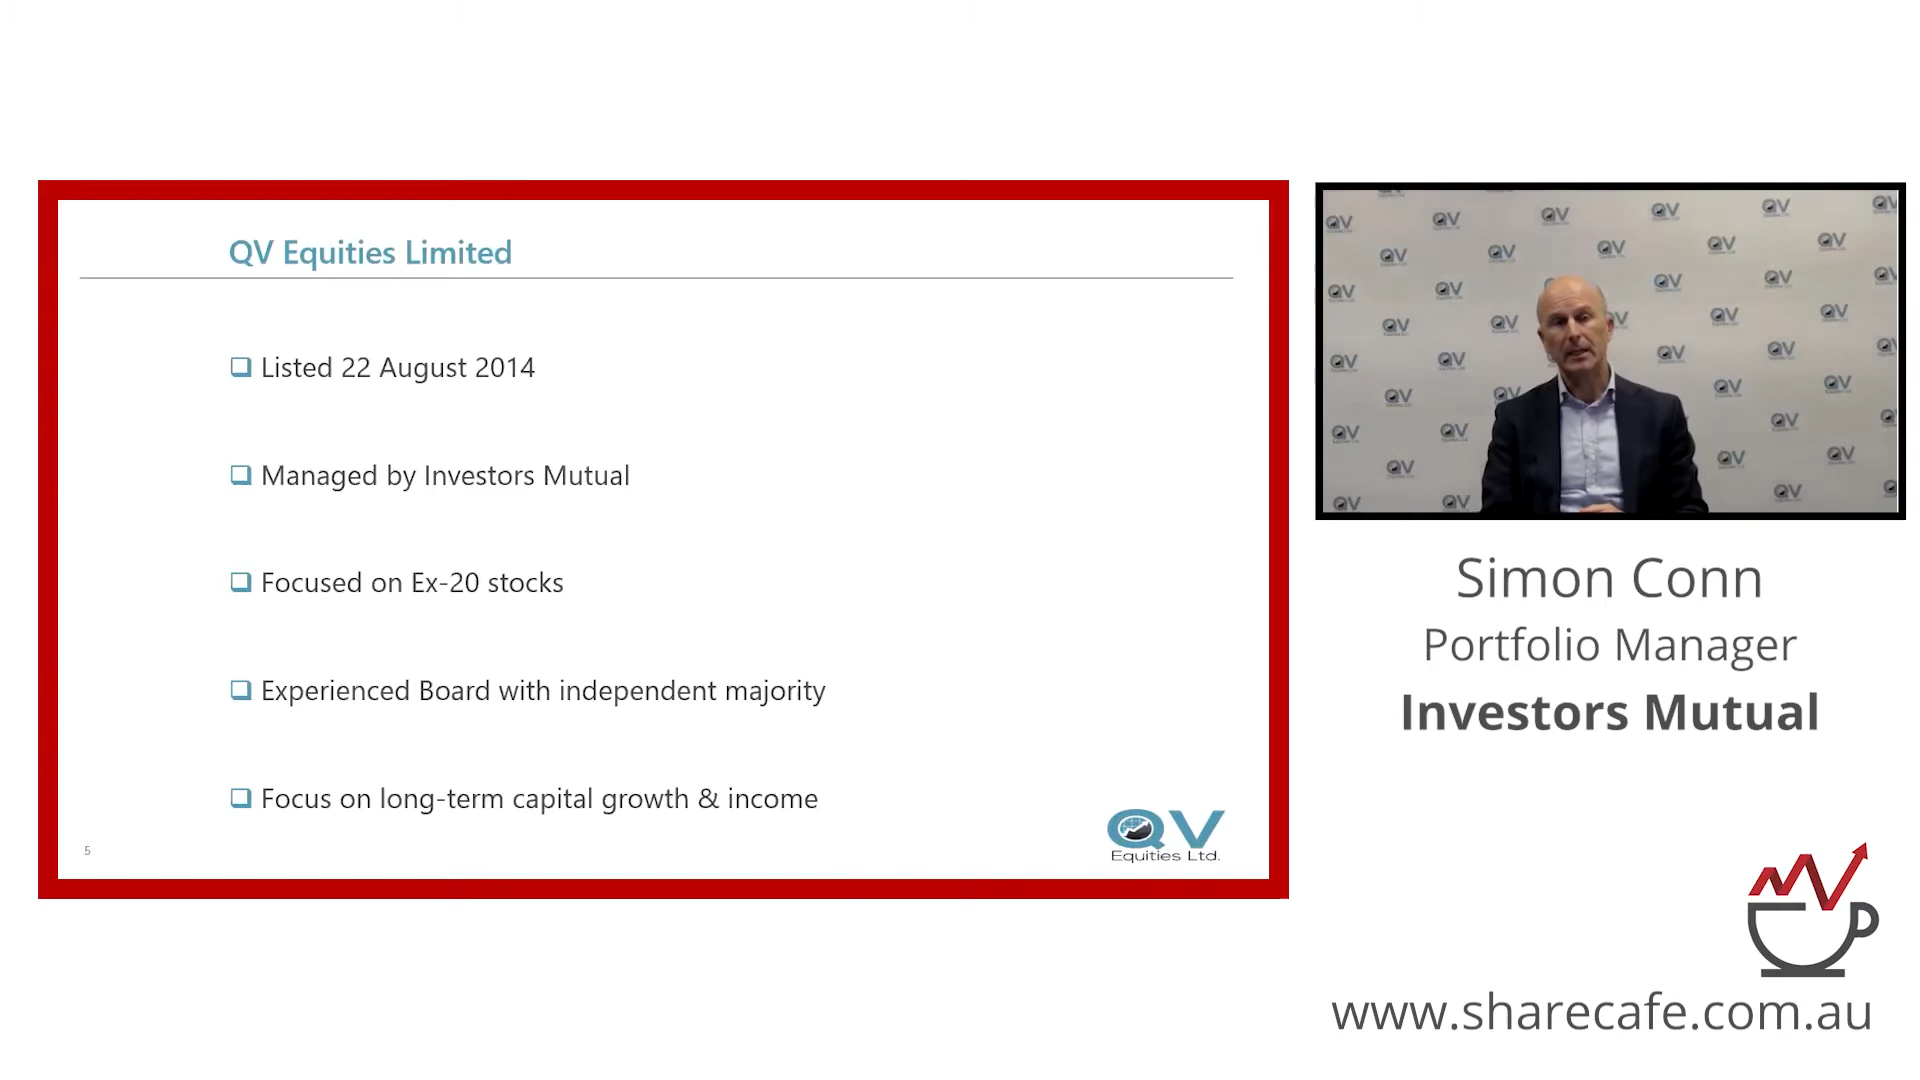 QV Equities Limited
Listed 22 August 2014
Managed by Investors Mutual
Focused on Ex-20 stocks
Experienced Board with independent majority
Focus on long-term capital growth & income
5
QV
Equities Ltd.
QV
Simon Conn
Portfolio Manager
Investors Mutual
www.sharecafe.com.au